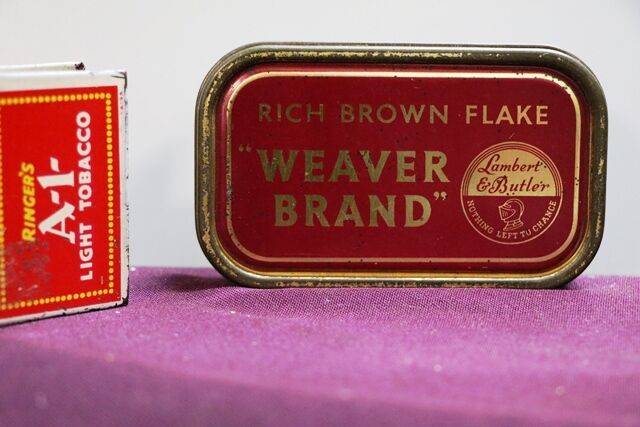 RINGER'S
A-1-
LIGHT TOBACCO
RICH BROWN FLAKE
"WEAVER
BRAND"
Lambert
& Butler
NOTHING LEFT TO CHANCE